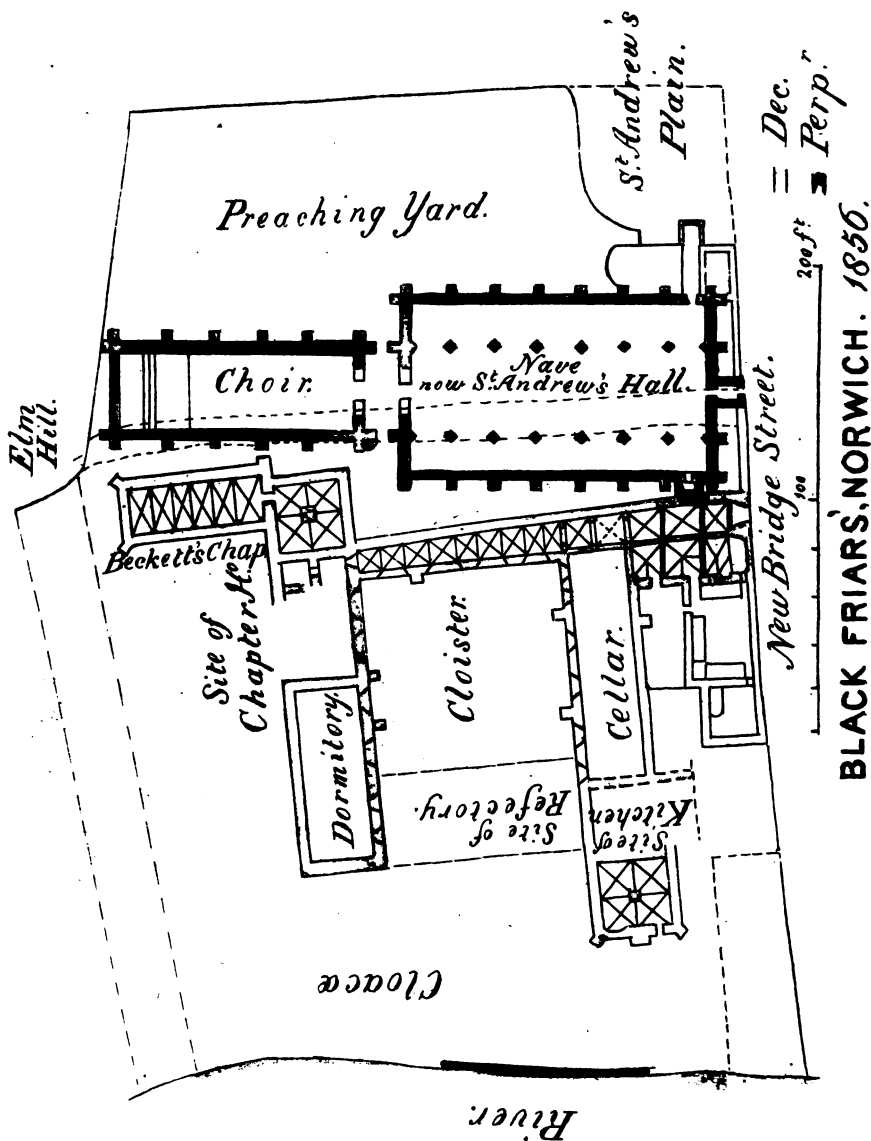 St. Andrew's
Plain.
= Dec.
Perp.r
Preaching Yard.
200 ft
Choir.
Nave
now St. Andrew's Hall.
Elm
Hill.
Beckett's Chap
Site of
Chapter Ho
100
New Bridge Street.
Cloister.
Cellar.
Dormitory.
Site of
Refectory.
Site of
Kitchen
Cloacæ
River.
BLACK FRIARS, NORWICH. 1856.